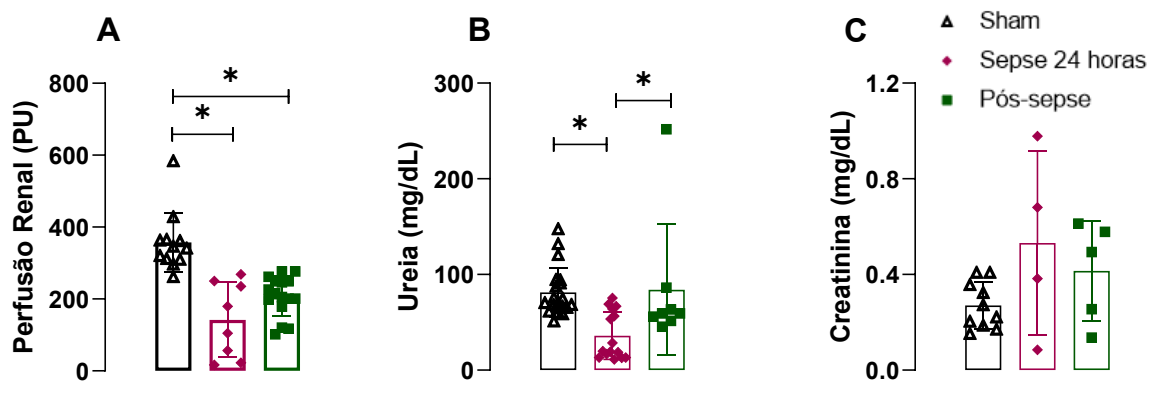 A
Perfusão Renal (PU)
800
600
400
200
0
*
*
B
Ureia (mg/dL)
300
200
100
0
*
*
C
Creatinina (mg/dL)
1.2
0.8
0.4
0.0
Sham
Sepse 24 horas
Pós-sepse